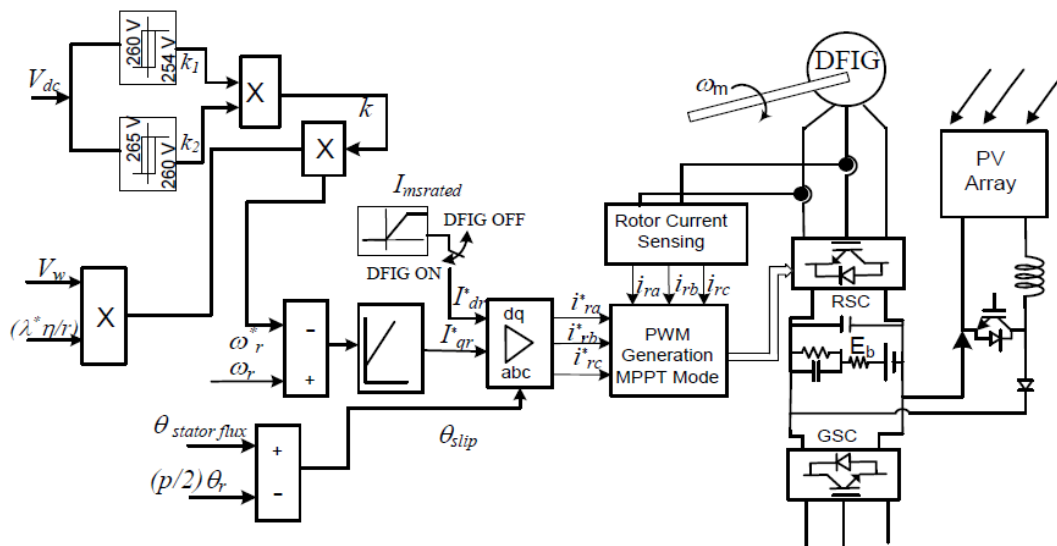 260 V
254 V
k1
Vdc
X
k
265 V
260 V
k2
X
Imsrated
DFIG OFF
DFIG ON
Vw
X
(λ*η/r)
ω*r
ωr
-
+
I*dr
I*qr
dq
abc
θstator flux
(p/2)θr
+
-
θslip
i*ra
i*rb
i*rc
DFIG
ωm
Rotor Current
Sensing
ira
irb
irc
PWM
Generation
MPPT Mode
RSC
Eb
GSC
PV
Array